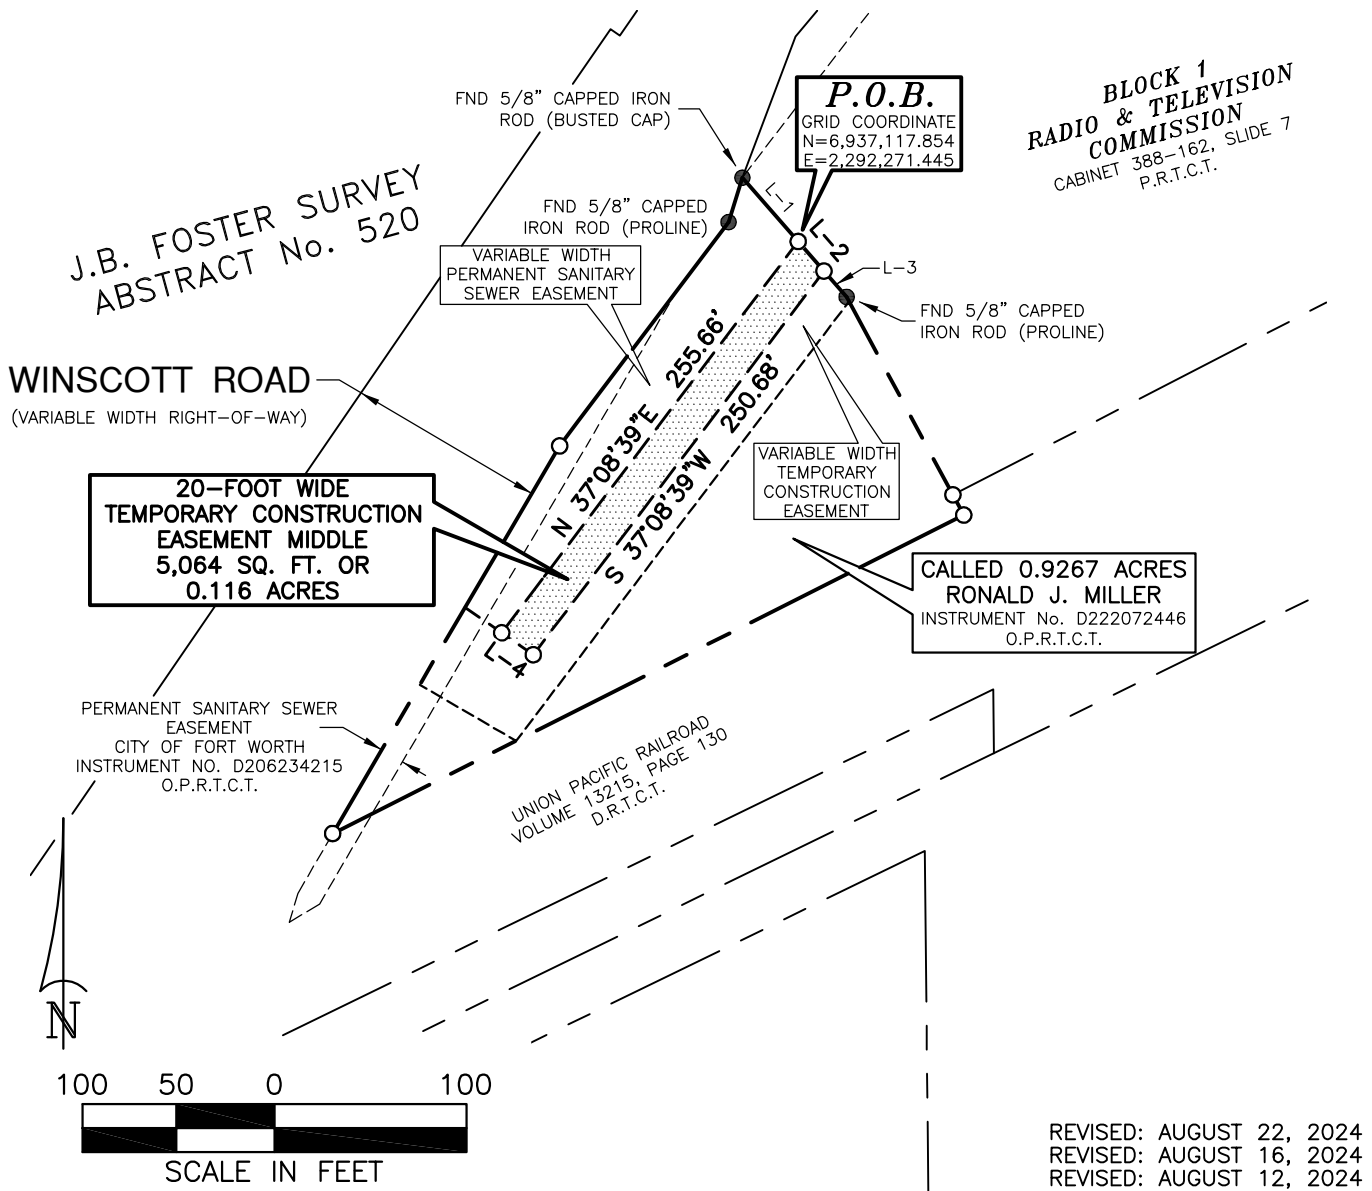 FND 5/8” CAPPED IRON
ROD (BUSTED CAP)
P.O.B.
GRID COORDINATE
N=6,937,117.854
E=2,292,271.445
BLOCK 1
RADIO & TELEVISION
COMMISSION
CABINET 388-162, SLIDE 7
P.R.T.C.T.
J.B. FOSTER SURVEY
ABSTRACT No. 520
FND 5/8” CAPPED
IRON ROD (PROLINE)
L-1
L-2
L-3
VARIABLE WIDTH
PERMANENT SANITARY
SEWER EASEMENT
FND 5/8” CAPPED
IRON ROD (PROLINE)
WINSCOTT ROAD
(VARIABLE WIDTH RIGHT-OF-WAY)
N 37°08'39”E 255.66'
S 37°08'39”W 250.68'
VARIABLE WIDTH
TEMPORARY
CONSTRUCTION
EASEMENT
20-FOOT WIDE
TEMPORARY CONSTRUCTION
EASEMENT MIDDLE
5,064 SQ. FT. OR
0.116 ACRES
CALLED 0.9267 ACRES
RONALD J. MILLER
INSTRUMENT No. D222072446
O.P.R.T.C.T.
L-4
PERMANENT SANITARY SEWER
EASEMENT
CITY OF FORT WORTH
INSTRUMENT NO. D206234215
O.P.R.T.C.T.
UNION PACIFIC RAILROAD
VOLUME 13215, PAGE 130
D.R.T.C.T.
N
100 50 0 100
SCALE IN FEET
REVISED: AUGUST 22, 2024
REVISED: AUGUST 16, 2024
REVISED: AUGUST 12, 2024